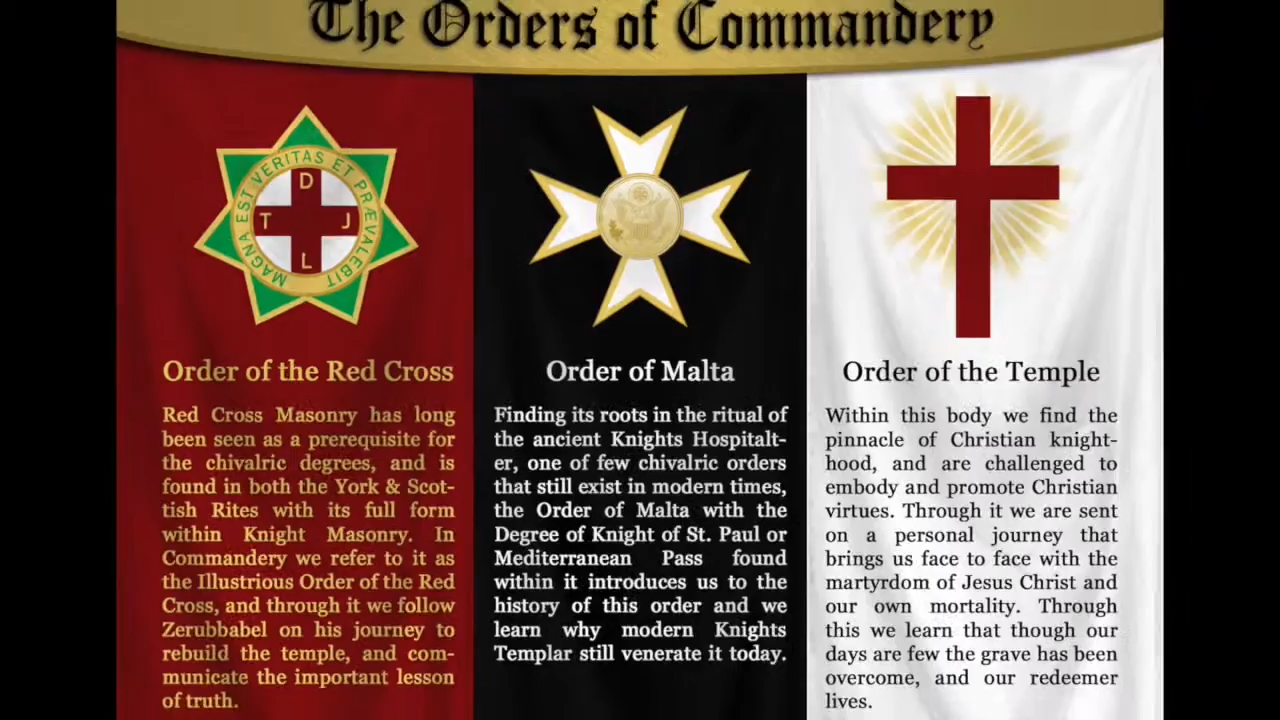 The Orders of Commandery
MAGNA EST VERITAS ET PRÆVALEBIT
D
T J
L
Order of the Red Cross
Red Cross Masonry has long
been seen as a prerequisite for
the chivalric degrees, and is
found in both the York & Scot-
tish Rites with its full form
within Knight Masonry. In
Commandery we refer to it as
the Illustrious Order of the Red
Cross, and through it we follow
Zerubbabel on his journey to
rebuild the temple, and com-
municate the important lesson
of truth.
Order of Malta
Finding its roots in the ritual of
the ancient Knights Hospitalt-
er, one of few chivalric orders
that still exist in modern times,
the Order of Malta with the
Degree of Knight of St. Paul or
Mediterranean Pass found
within it introduces us to the
history of this order and we
learn why modern Knights
Templar still venerate it today.
Order of the Temple
Within this body we find the
pinnacle of Christian knight-
hood, and are challenged to
embody and promote Christian
virtues. Through it we are sent
on a personal journey that
brings us face to face with the
martyrdom of Jesus Christ and
our own mortality. Through
this we learn that though our
days are few the grave has been
overcome, and our redeemer
lives.